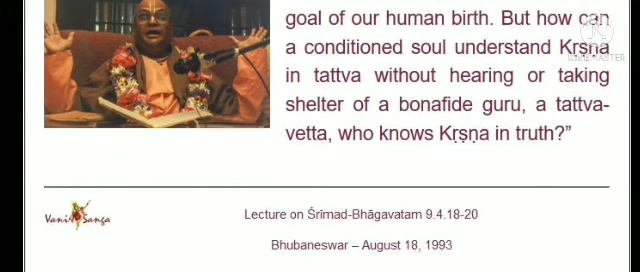 goal of our human birth. But how can
a conditioned soul understand Kṛṣṇa
in tattva without hearing or taking
shelter of a bonafide guru, a tattva-
vetta, who knows Kṛṣṇa in truth?”
KINEMASTER
Vani Sanga
Lecture on Śrīmad-Bhāgavatam 9.4.18-20
Bhubaneswar – August 18, 1993